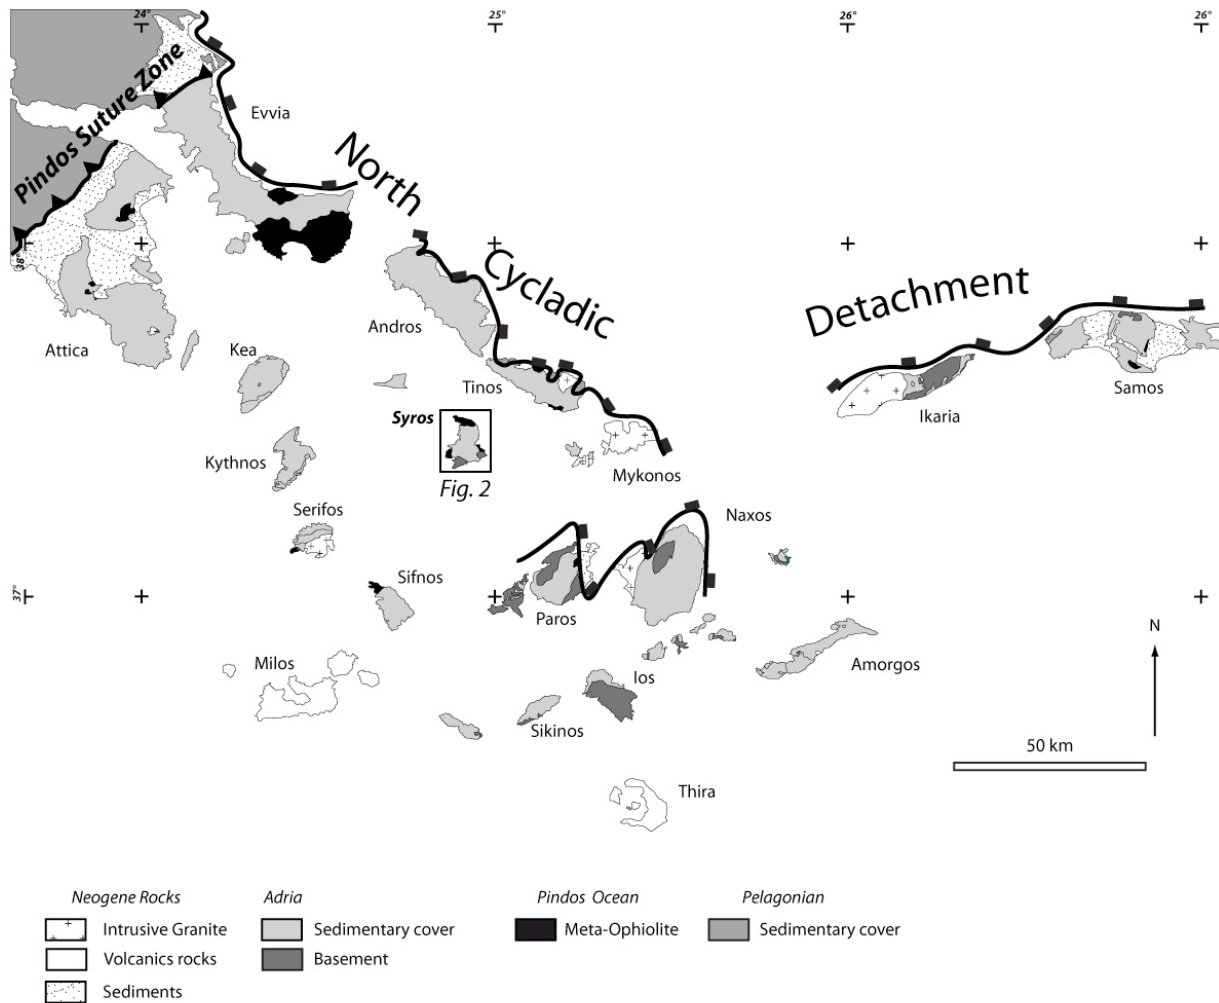 24°
25°
26°
26°
Pindos Suture Zone
Evvia
North
Cycladic
Detachment
38°
Andros
Attica
Kea
Tinos
Samos
Ikaria
Syros
Kythnos
Mykonos
Fig. 2
Serifos
Naxos
Sifnos
37°
Paros
N
Milos
Ios
Amorgos
Sikinos
50 km
Thira
Neogene Rocks
Adria
Pindos Ocean
Pelagonian
Intrusive Granite
Sedimentary cover
Meta-Ophiolite
Sedimentary cover
Volcanics rocks
Basement
Sediments